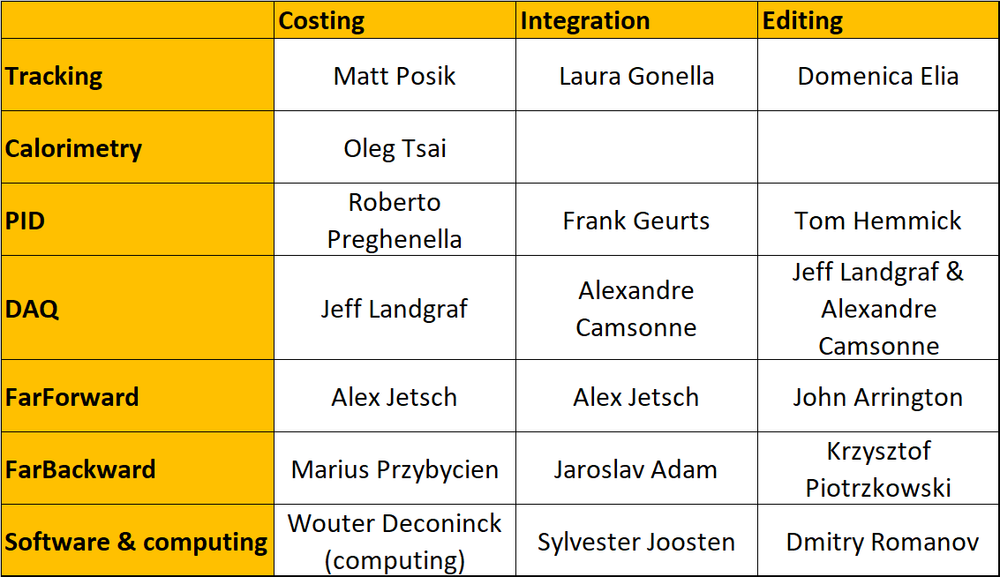 Costing Integration Editing
Tracking Matt Posik Laura Gonella Domenica Elia
Calorimetry Oleg Tsai
PID Roberto Preghenella Frank Geurts Tom Hemmick
DAQ Jeff Landgraf Alexandre Camsonne Jeff Landgraf & Alexandre Camsonne
FarForward Alex Jetsch Alex Jetsch John Arrington
FarBackward Marius Przybycien Jaroslav Adam Krzysztof Piotrzkowski
Software & computing Wouter Deconinck (computing) Sylvester Joosten Dmitry Romanov